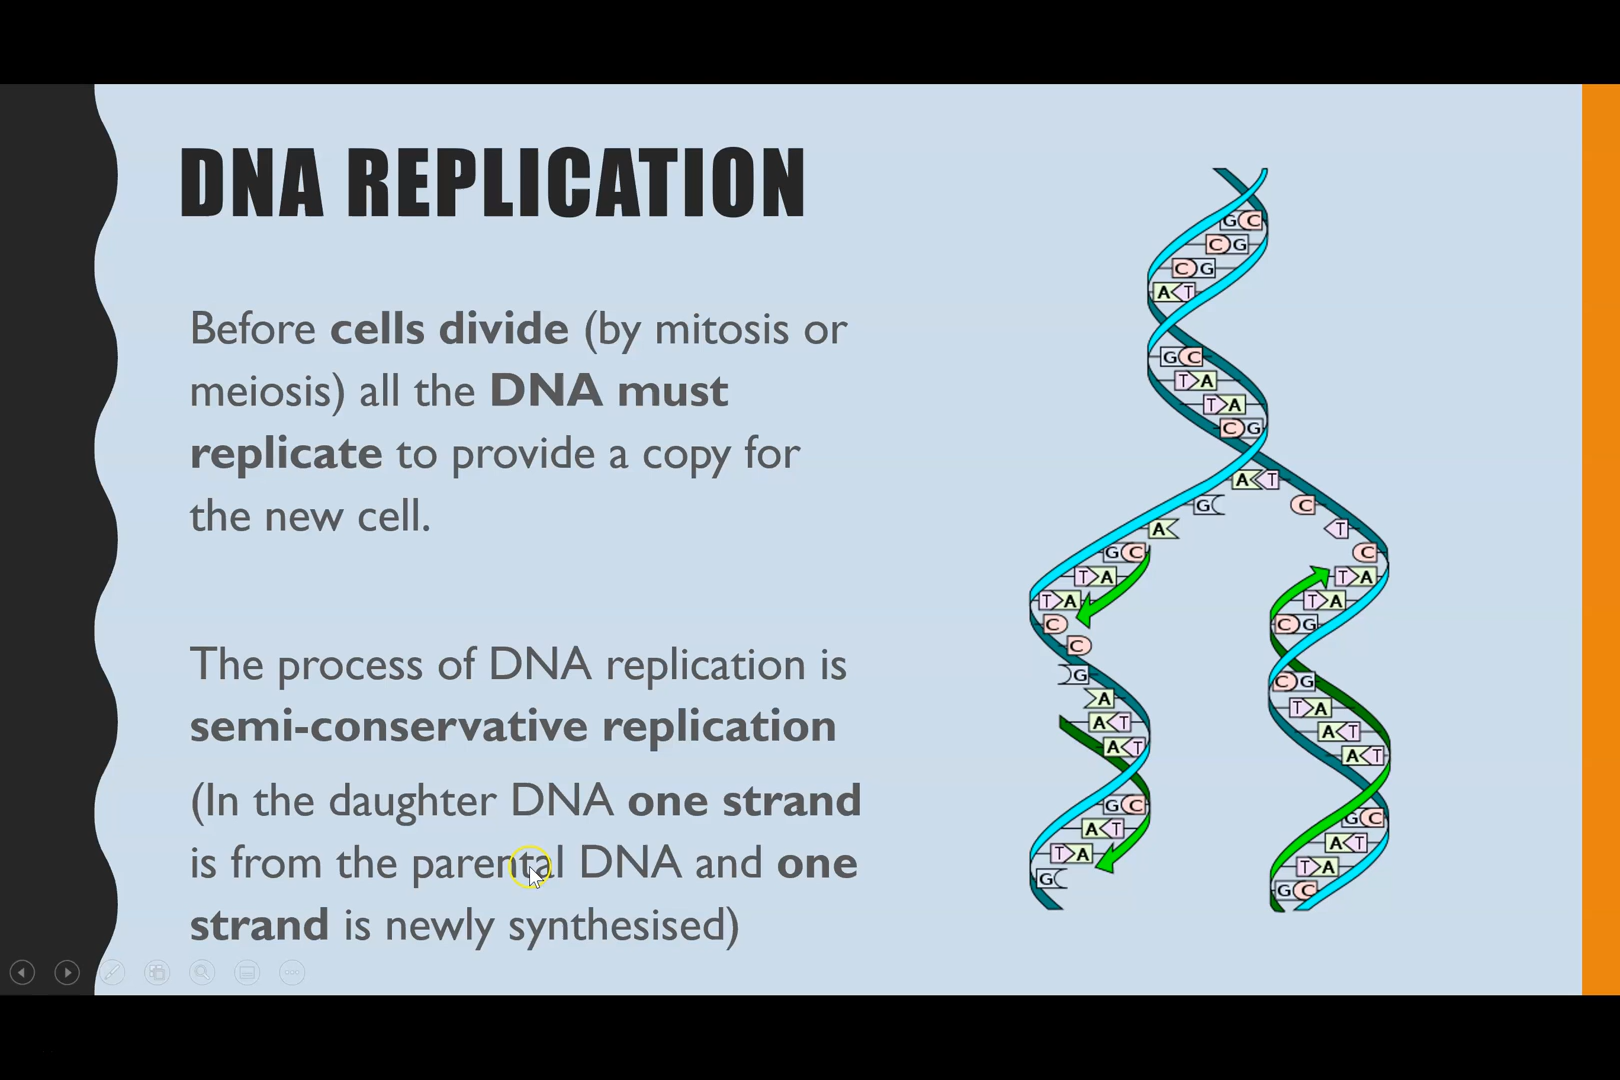 DNA REPLICATION
Before cells divide (by mitosis or
meiosis) all the DNA must
replicate to provide a copy for
the new cell.
The process of DNA replication is
semi-conservative replication
(In the daughter DNA one strand
is from the parental DNA and one
strand is newly synthesised)
G C
C G
C G
A T
G C
T A
T A
C G
A T
G C
A T
G C C
T A T A
T A T A
C C G
C
G
C G
A T A
A T A T
A T A T
G C G C
A T A T
T A T A
G G C